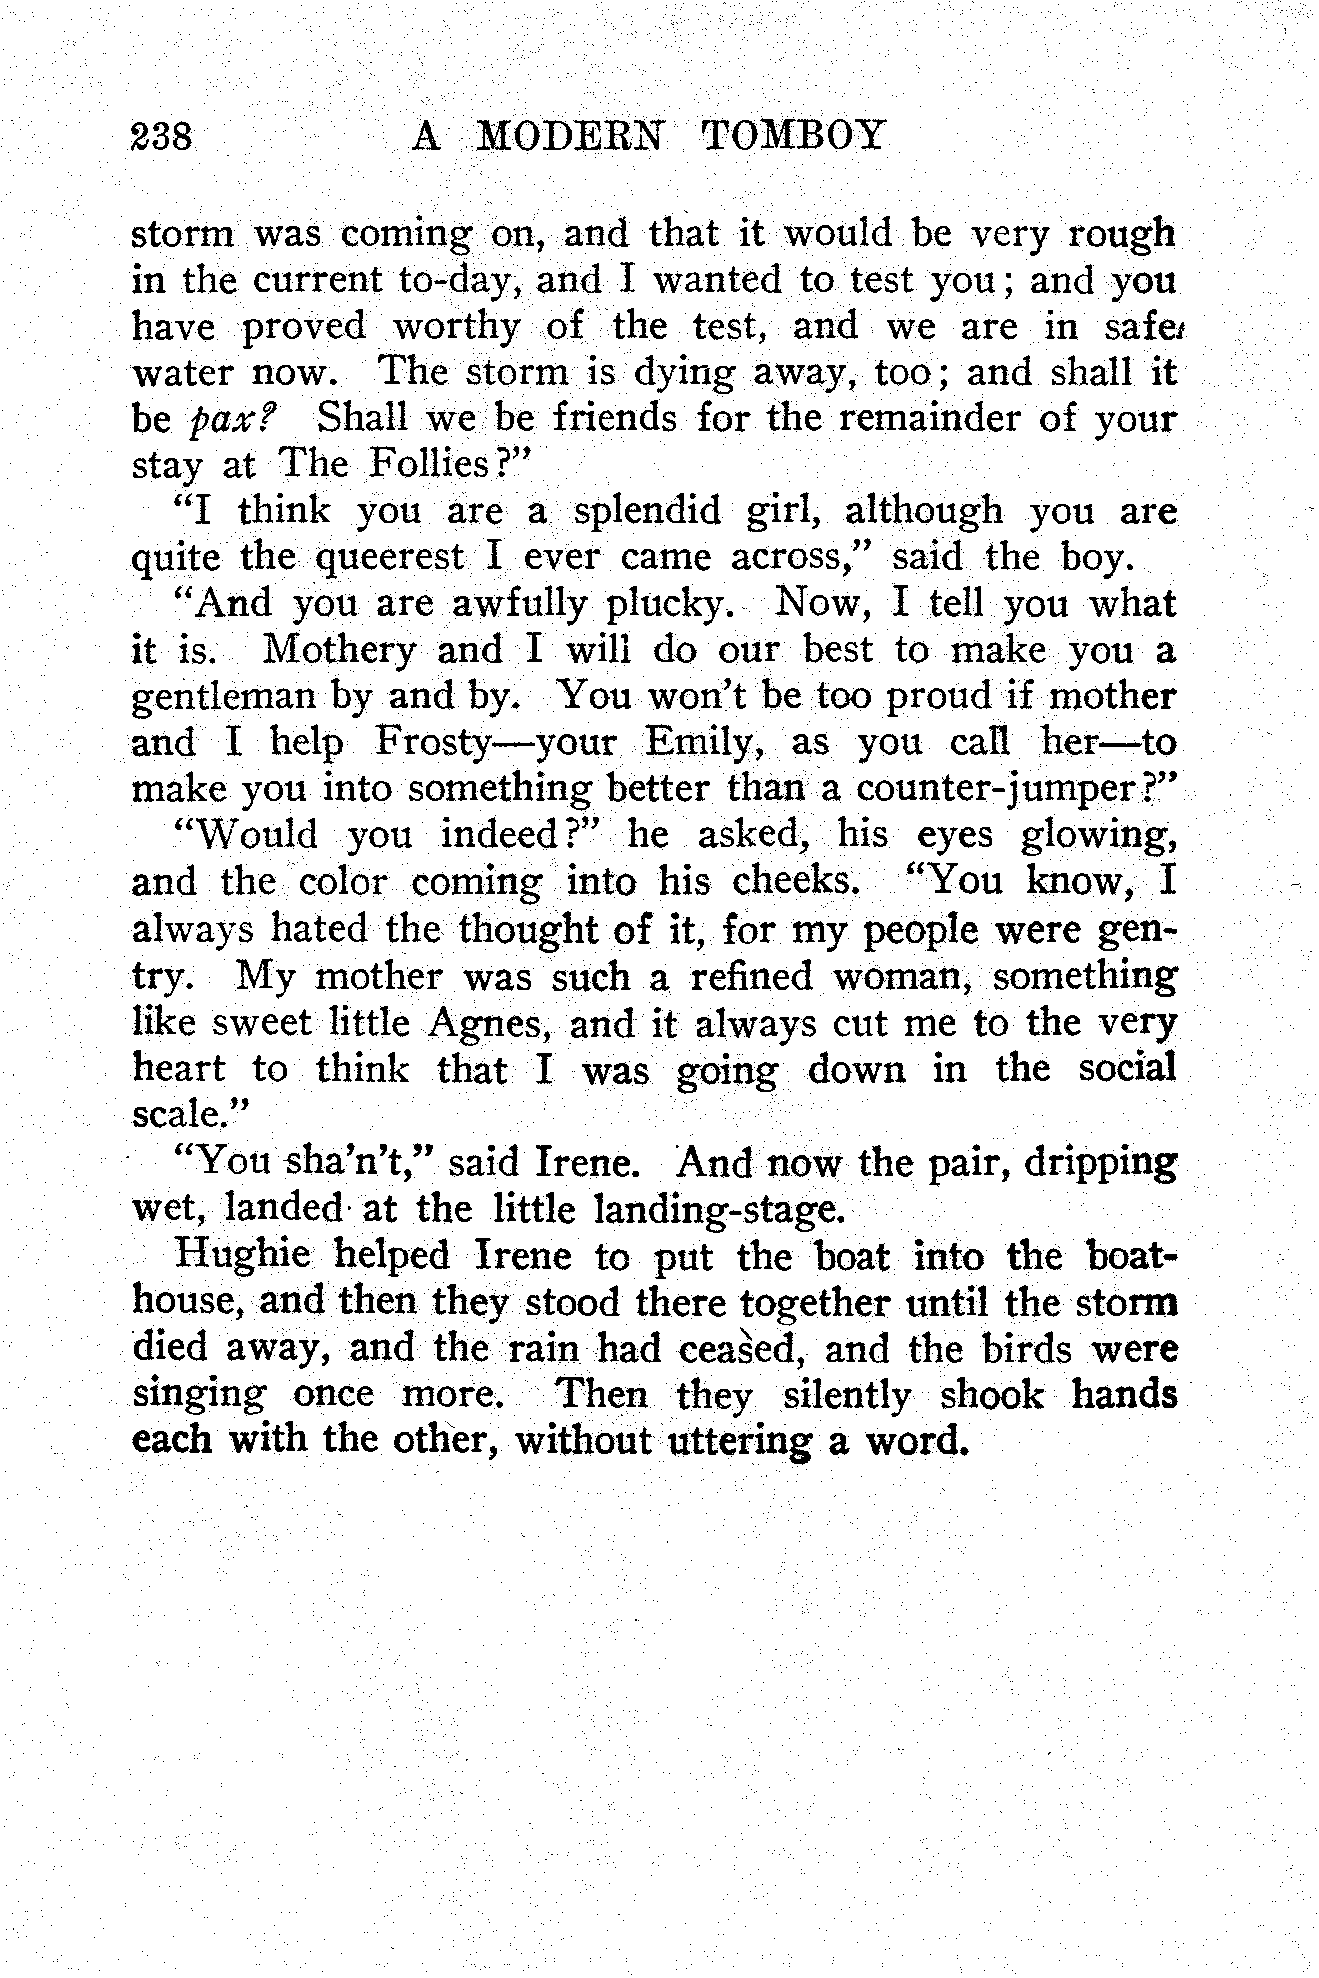 238 A MODERN TOMBOY
storm was coming on, and that it would be very rough
in the current to-day, and I wanted to test you; and you
have proved worthy of the test, and we are in safer
water now. The storm is dying away, too; and shall it
be pax? Shall we be friends for the remainder of your
stay at The Follies?"
"I think you are a splendid girl, although you are
quite the queerest I ever came across," said the boy.
"And you are awfully plucky. Now, I tell you what
it is. Mothery and I will do our best to make you a
gentleman by and by. You won't be too proud if mother
and I help Frosty—your Emily, as you call her—to
make you into something better than a counter-jumper?"
"Would you indeed?" he asked, his eyes glowing,
and the color coming into his cheeks. "You know, I
always hated the thought of it, for my people were gen-
try. My mother was such a refined woman, something
like sweet little Agnes, and it always cut me to the very
heart to think that I was going down in the social
scale."
"You sha'n't," said Irene. And now the pair, dripping
wet, landed at the little landing-stage.
Hughie helped Irene to put the boat into the boat-
house, and then they stood there together until the storm
died away, and the rain had ceased, and the birds were
singing once more. Then they silently shook hands
each with the other, without uttering a word.